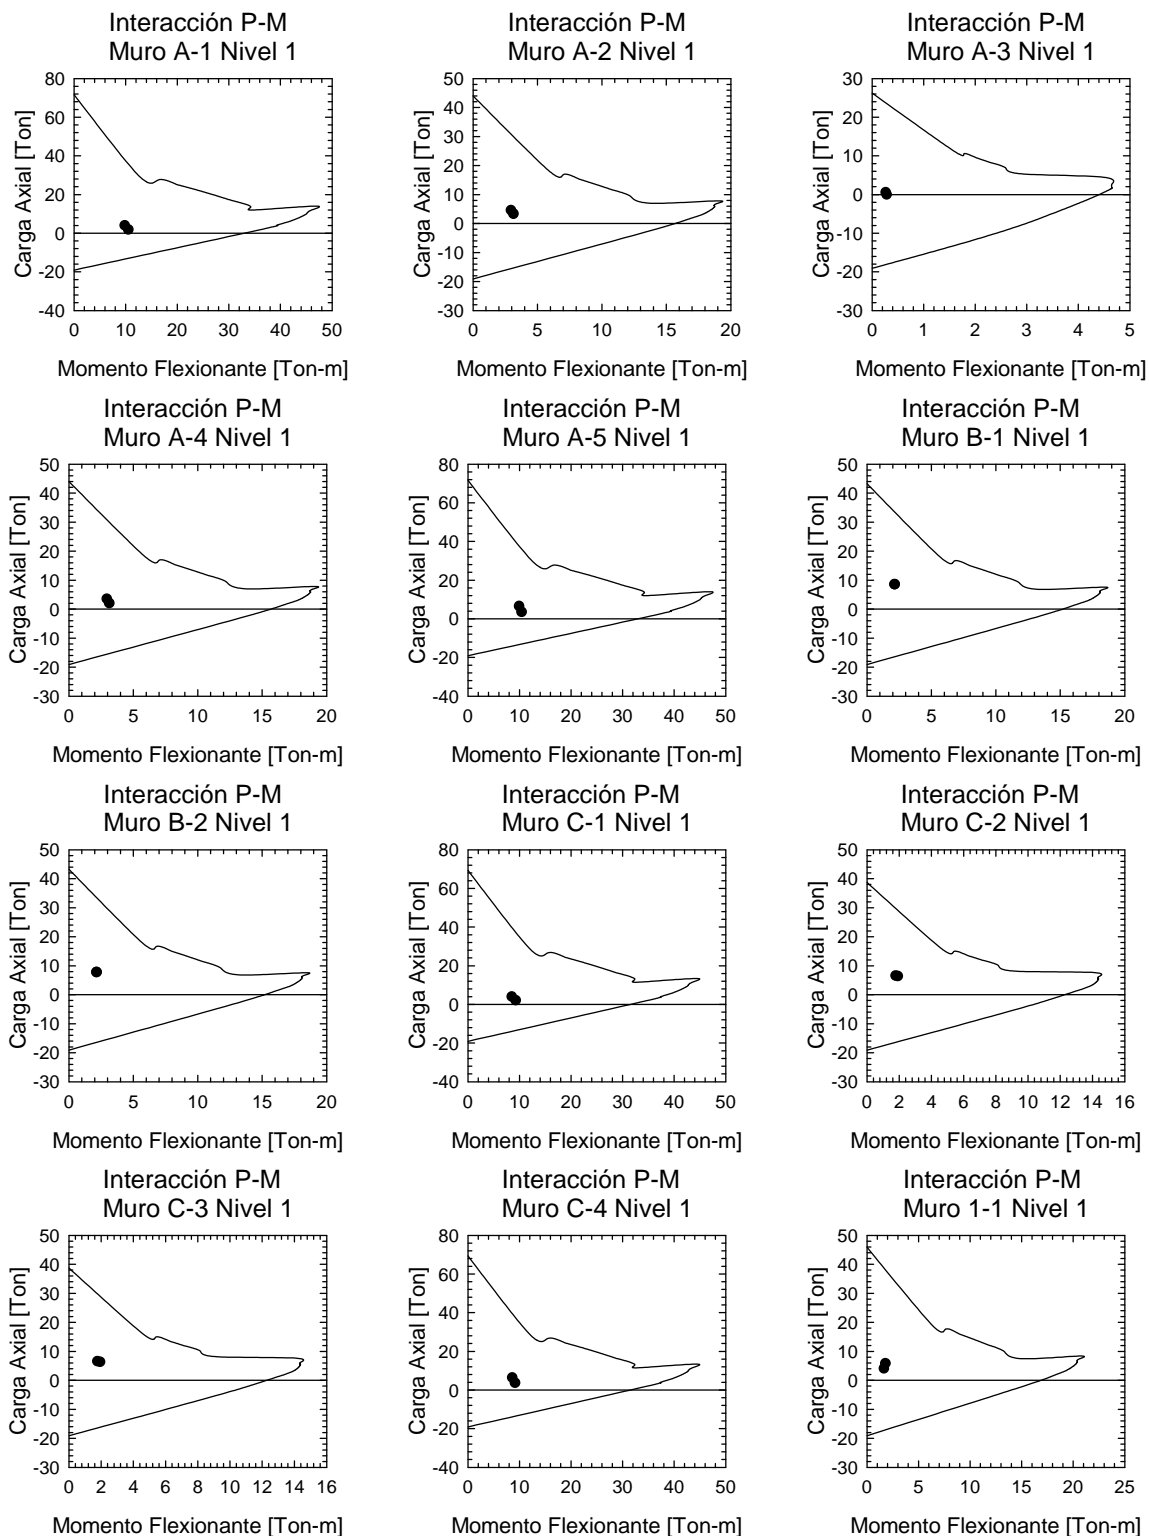 Interacción P-M
Muro A-1 Nivel 1
Carga Axial [Ton]
80
60
40
20
0
-20
-40
0 10 20 30 40 50
Momento Flexionante [Ton-m]
Interacción P-M
Muro A-2 Nivel 1
Carga Axial [Ton]
50
40
30
20
10
0
-10
-20
-30
0 5 10 15 20
Momento Flexionante [Ton-m]
Interacción P-M
Muro A-3 Nivel 1
Carga Axial [Ton]
30
20
10
0
-10
-20
-30
0 1 2 3 4 5
Momento Flexionante [Ton-m]
Interacción P-M
Muro A-4 Nivel 1
Carga Axial [Ton]
50
40
30
20
10
0
-10
-20
-30
0 5 10 15 20
Momento Flexionante [Ton-m]
Interacción P-M
Muro A-5 Nivel 1
Carga Axial [Ton]
80
60
40
20
0
-20
-40
0 10 20 30 40 50
Momento Flexionante [Ton-m]
Interacción P-M
Muro B-1 Nivel 1
Carga Axial [Ton]
50
40
30
20
10
0
-10
-20
-30
0 5 10 15 20
Momento Flexionante [Ton-m]
Interacción P-M
Muro B-2 Nivel 1
Carga Axial [Ton]
50
40
30
20
10
0
-10
-20
-30
0 5 10 15 20
Momento Flexionante [Ton-m]
Interacción P-M
Muro C-1 Nivel 1
Carga Axial [Ton]
80
60
40
20
0
-20
-40
0 10 20 30 40 50
Momento Flexionante [Ton-m]
Interacción P-M
Muro C-2 Nivel 1
Carga Axial [Ton]
50
40
30
20
10
0
-10
-20
-30
0 2 4 6 8 10 12 14 16
Momento Flexionante [Ton-m]
Interacción P-M
Muro C-3 Nivel 1
Carga Axial [Ton]
50
40
30
20
10
0
-10
-20
-30
0 2 4 6 8 10 12 14 16
Momento Flexionante [Ton-m]
Interacción P-M
Muro C-4 Nivel 1
Carga Axial [Ton]
80
60
40
20
0
-20
-40
0 10 20 30 40 50
Momento Flexionante [Ton-m]
Interacción P-M
Muro 1-1 Nivel 1
Carga Axial [Ton]
50
40
30
20
10
0
-10
-20
-30
0 5 10 15 20 25
Momento Flexionante [Ton-m]